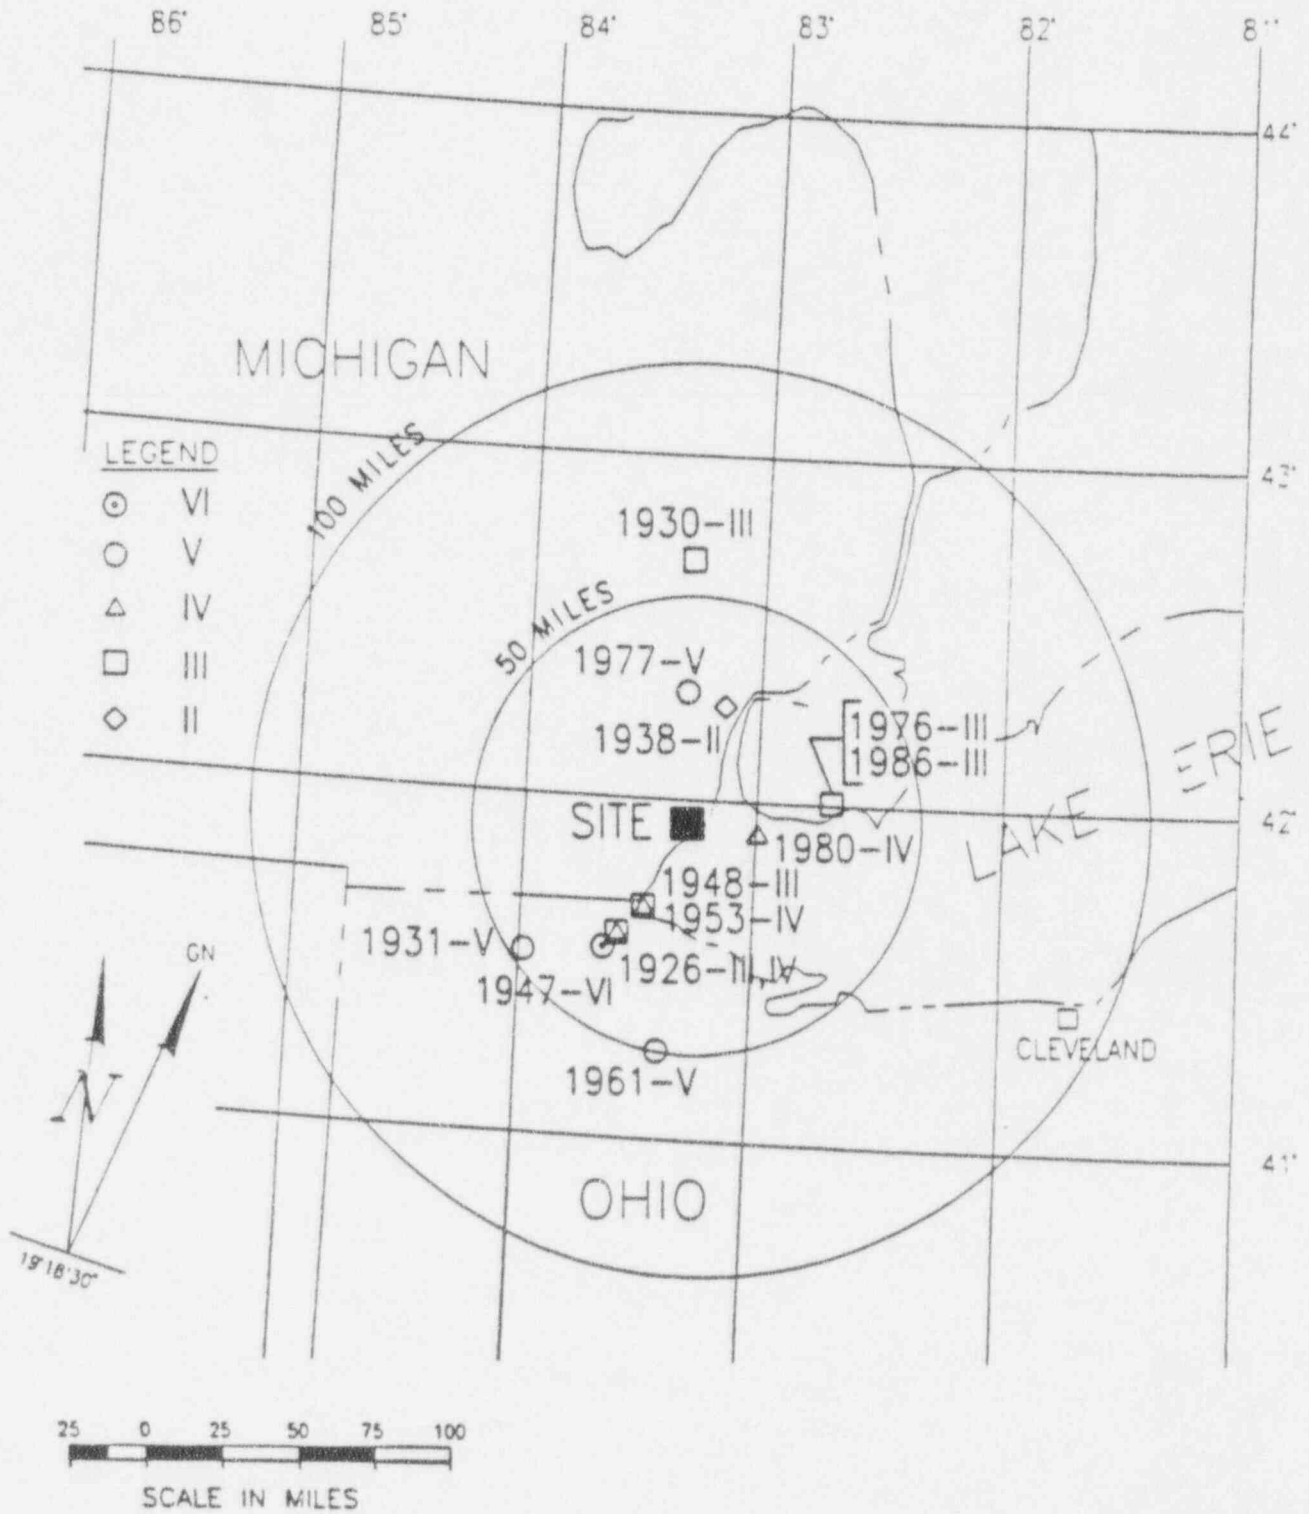 86° 85° 84° 83° 82° 81°
44°
MICHIGAN
100 MILES
LEGEND
VI
V
IV
III
II
43°
1930-III
50 MILES
1977-V
1938-II
1976-III
1986-III
LAKE ERIE
SITE
42°
1980-IV
1948-III
1953-IV
1931-V
1926-III,IV
1947-VI
GN
N
CLEVELAND
1961-V
41°
OHIO
19°18'30"
25 0 25 50 75 100
SCALE IN MILES